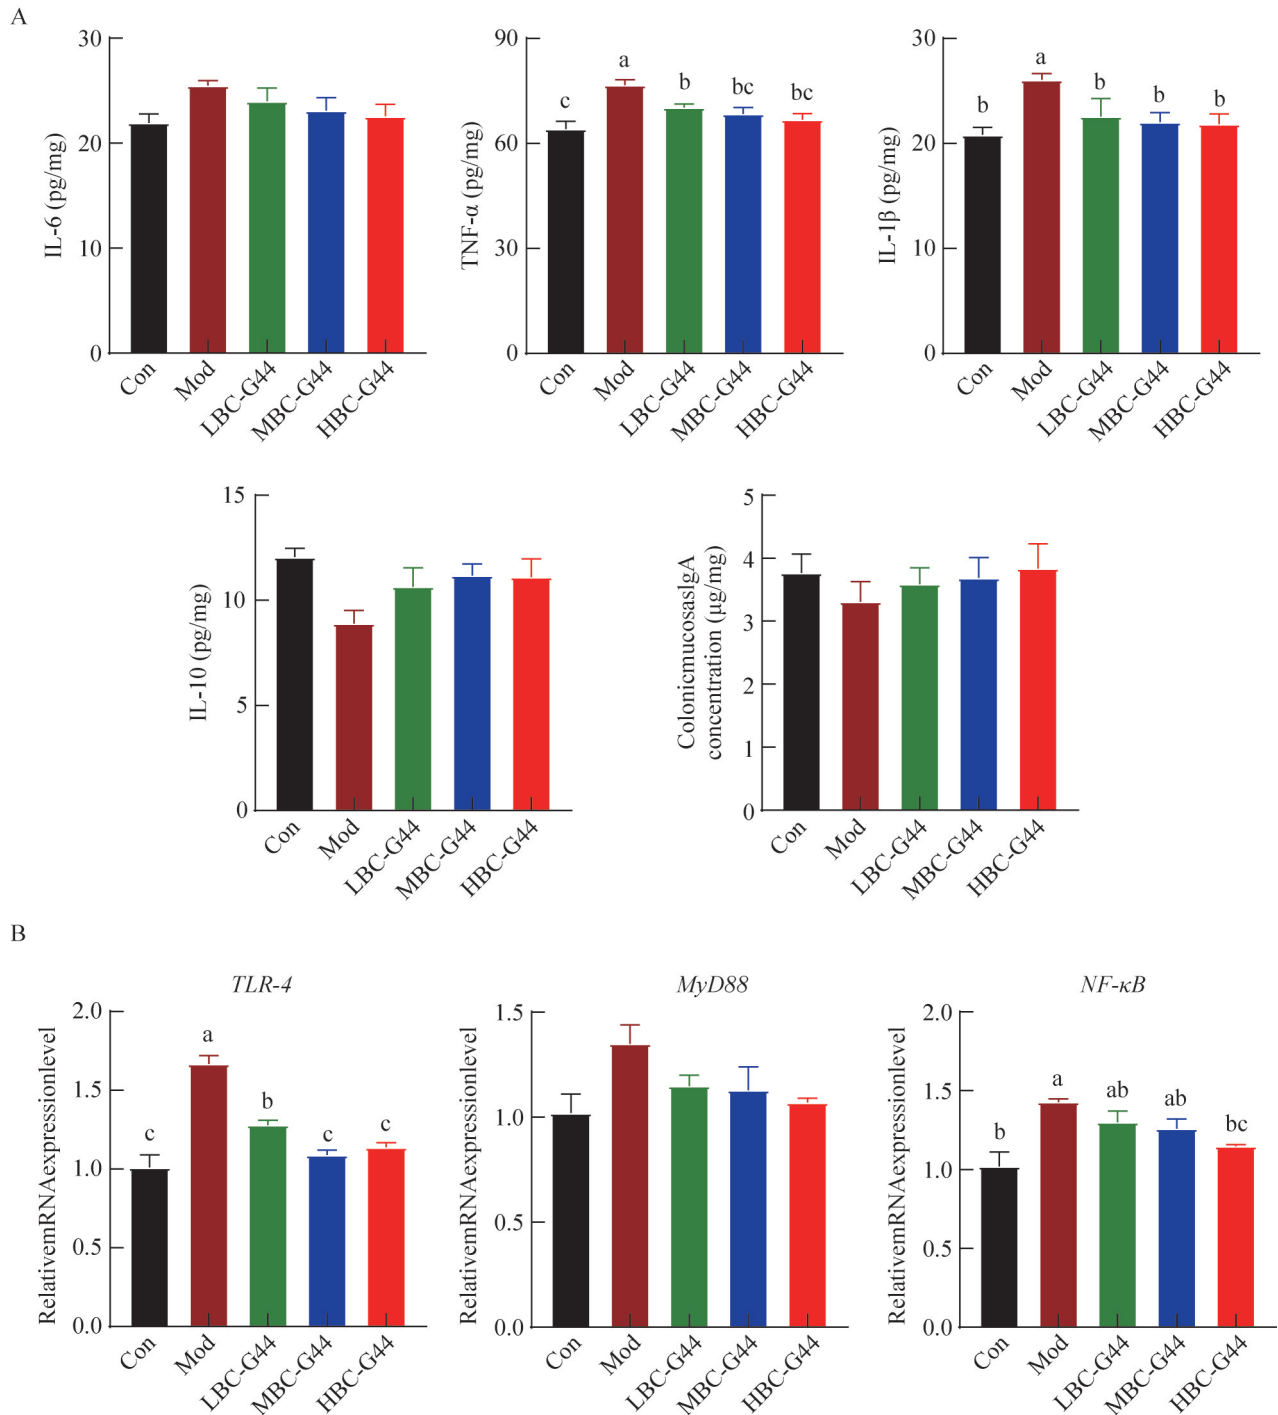 A
IL-6 (pg/mg)
30
20
10
0
Con
Mod
LBC-G44
MBC-G44
HBC-G44
TNF-α (pg/mg)
90
60
30
0
c
a
b
bc
bc
Con
Mod
LBC-G44
MBC-G44
HBC-G44
IL-1β (pg/mg)
30
20
10
0
b
a
b
b
b
Con
Mod
LBC-G44
MBC-G44
HBC-G44
IL-10 (pg/mg)
15
10
5
0
Con
Mod
LBC-G44
MBC-G44
HBC-G44
ColonicmucosasIgA
concentration (μg/mg)
5
4
3
2
1
0
Con
Mod
LBC-G44
MBC-G44
HBC-G44
B
TLR-4
RelativemRNAexpressionlevel
2.0
1.5
1.0
0.5
0.0
c
a
b
c
c
Con
Mod
LBC-G44
MBC-G44
HBC-G44
MyD88
RelativemRNAexpressionlevel
1.5
1.0
0.5
0.0
Con
Mod
LBC-G44
MBC-G44
HBC-G44
NF-κB
RelativemRNAexpressionlevel
2.0
1.5
1.0
0.5
0.0
b
a
ab
ab
bc
Con
Mod
LBC-G44
MBC-G44
HBC-G44